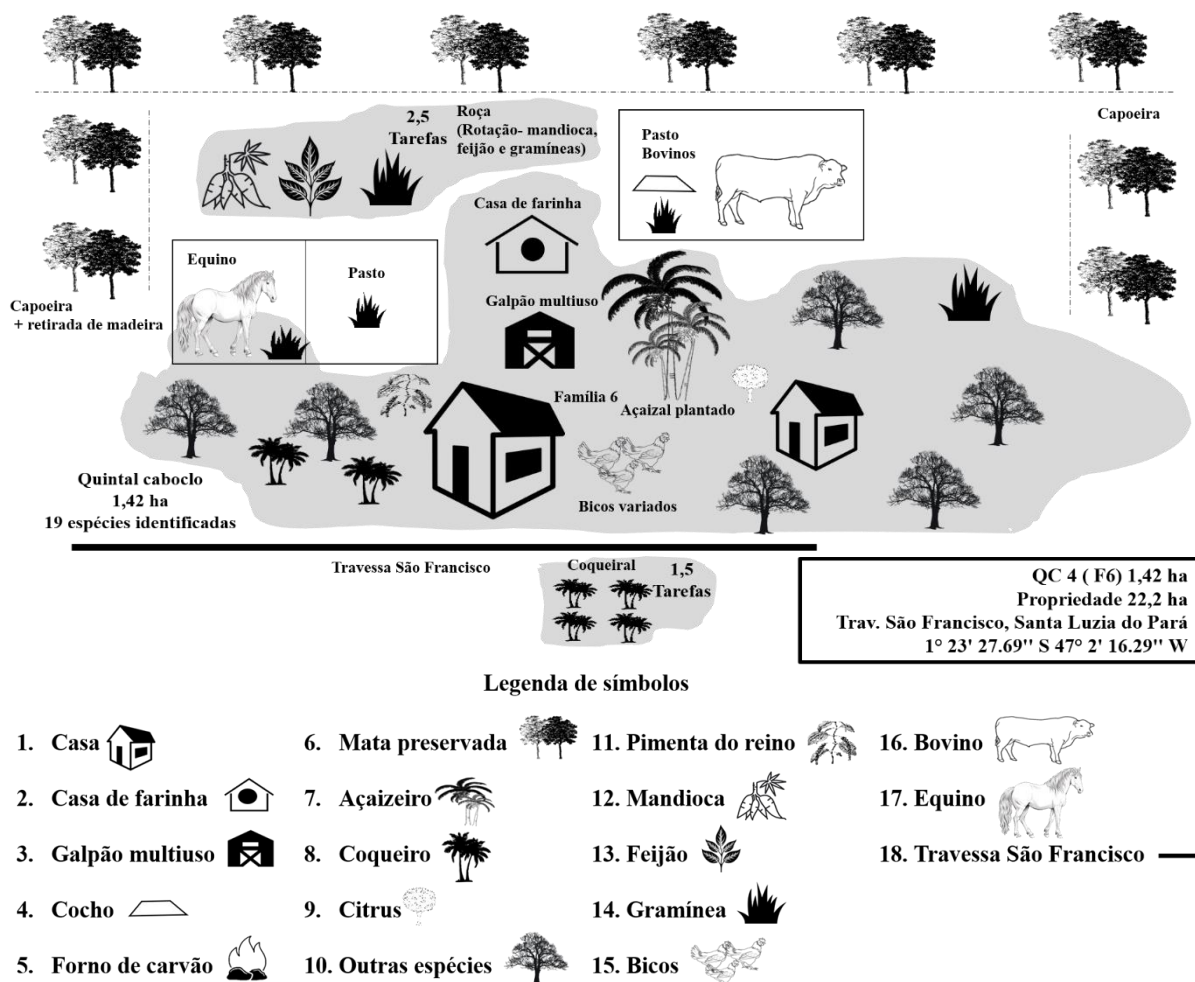 2,5
Tarefas
Roça
(Rotação- mandioca,
feijão e gramíneas)
Pasto
Bovinos
Capoeira
Casa de farinha
Equino
Pasto
Galpão multiuso
Capoeira
+ retirada de madeira
Família 6
Açaizal plantado
Quintal caboclo
1,42 ha
19 espécies identificadas
Bicos variados
Travessa São Francisco
Coqueiral
1,5
Tarefas
QC 4 ( F6) 1,42 ha
Propriedade 22,2 ha
Trav. São Francisco, Santa Luzia do Pará
1° 23' 27.69'' S 47° 2' 16.29'' W
Legenda de símbolos
1. Casa
2. Casa de farinha
3. Galpão multiuso
4. Cocho
5. Forno de carvão
6. Mata preservada
7. Açaizeiro
8. Coqueiro
9. Citrus
10. Outras espécies
11. Pimenta do reino
12. Mandioca
13. Feijão
14. Gramínea
15. Bicos
16. Bovino
17. Equino
18. Travessa São Francisco